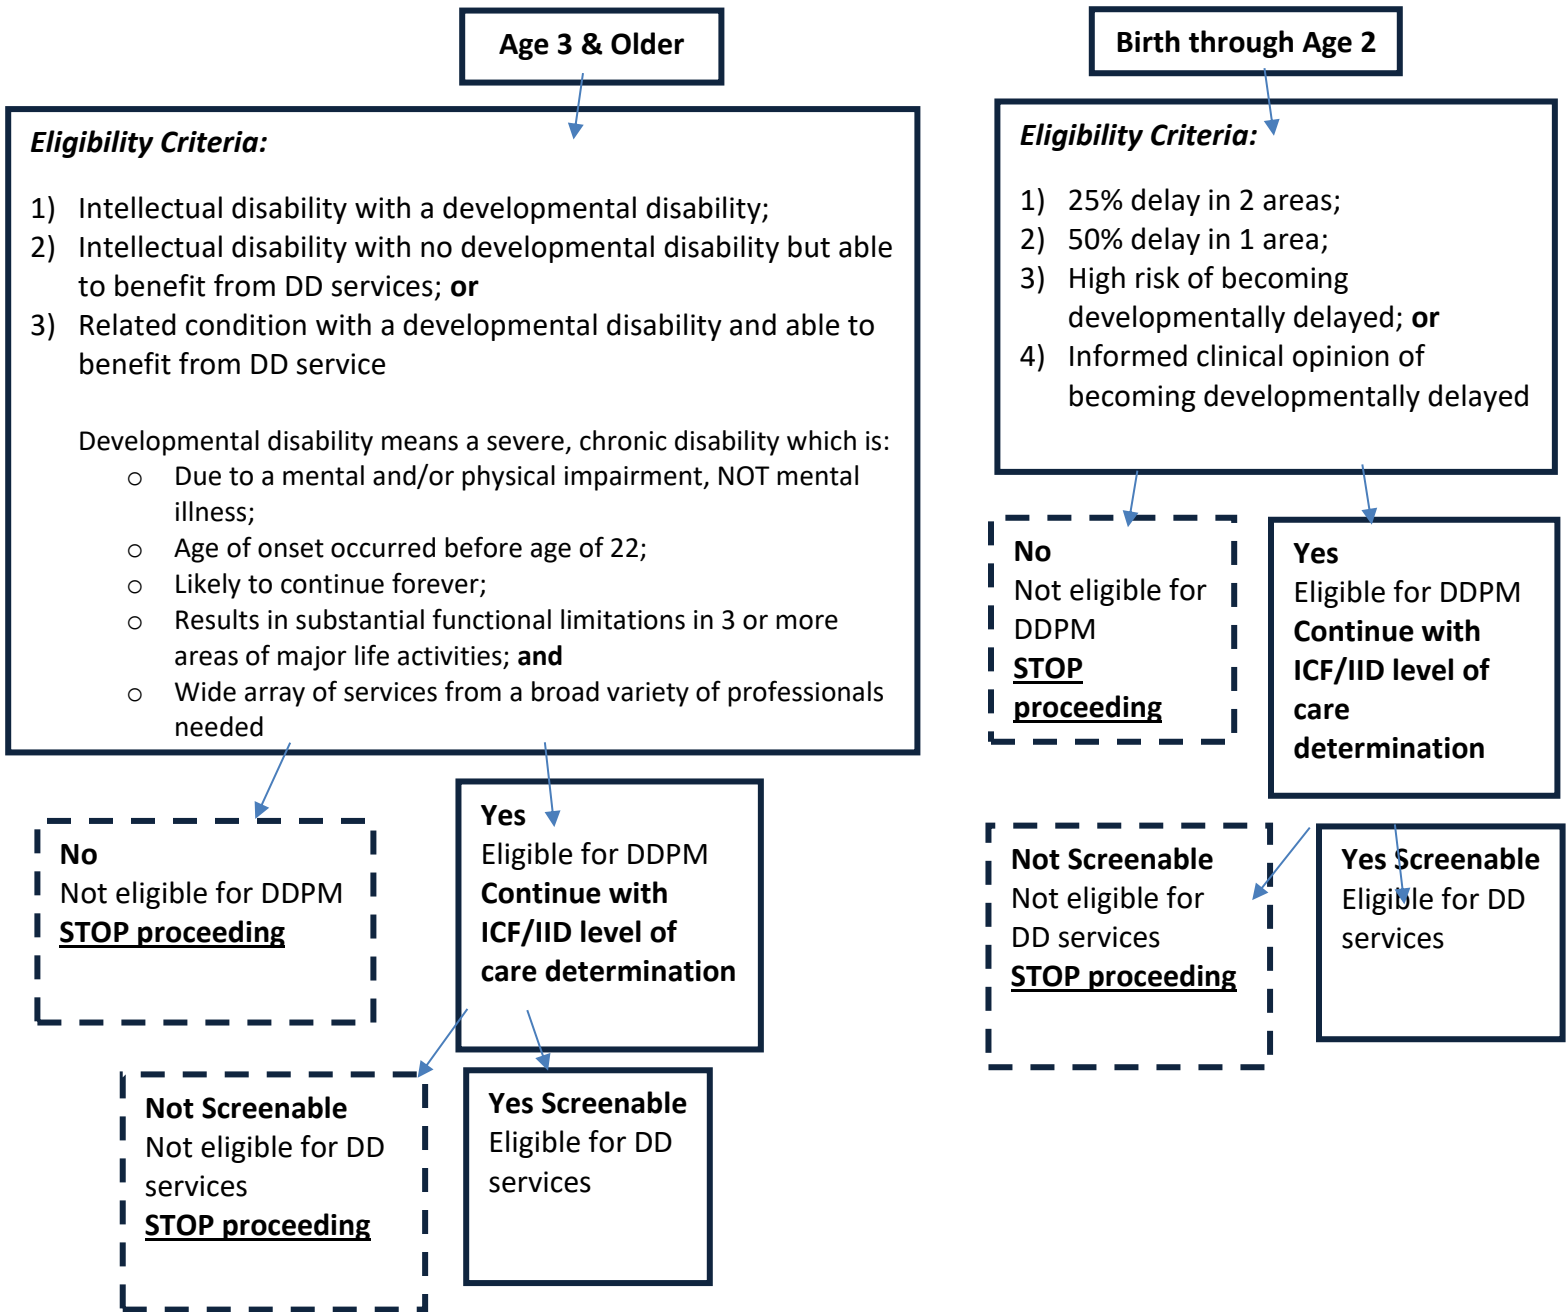 Age 3 & Older
Eligibility Criteria:
1) Intellectual disability with a developmental disability;
2) Intellectual disability with no developmental disability but able
to benefit from DD services; or
3) Related condition with a developmental disability and able to
benefit from DD service
Developmental disability means a severe, chronic disability which is:
o Due to a mental and/or physical impairment, NOT mental
illness;
o Age of onset occurred before age of 22;
o Likely to continue forever;
o Results in substantial functional limitations in 3 or more
areas of major life activities; and
o Wide array of services from a broad variety of professionals
needed
No
Not eligible for DDPM
STOP proceeding
Yes
Eligible for DDPM
Continue with
ICF/IID level of
care determination
Not Screenable
Not eligible for DD
services
STOP proceeding
Yes Screenable
Eligible for DD
services
Birth through Age 2
Eligibility Criteria:
1) 25% delay in 2 areas;
2) 50% delay in 1 area;
3) High risk of becoming
developmentally delayed; or
4) Informed clinical opinion of
becoming developmentally delayed
No
Not eligible for
DDPM
STOP
proceeding
Yes
Eligible for DDPM
Continue with
ICF/IID level of
care
determination
Not Screenable
Not eligible for
DD services
STOP proceeding
Yes Screenable
Eligible for DD
services